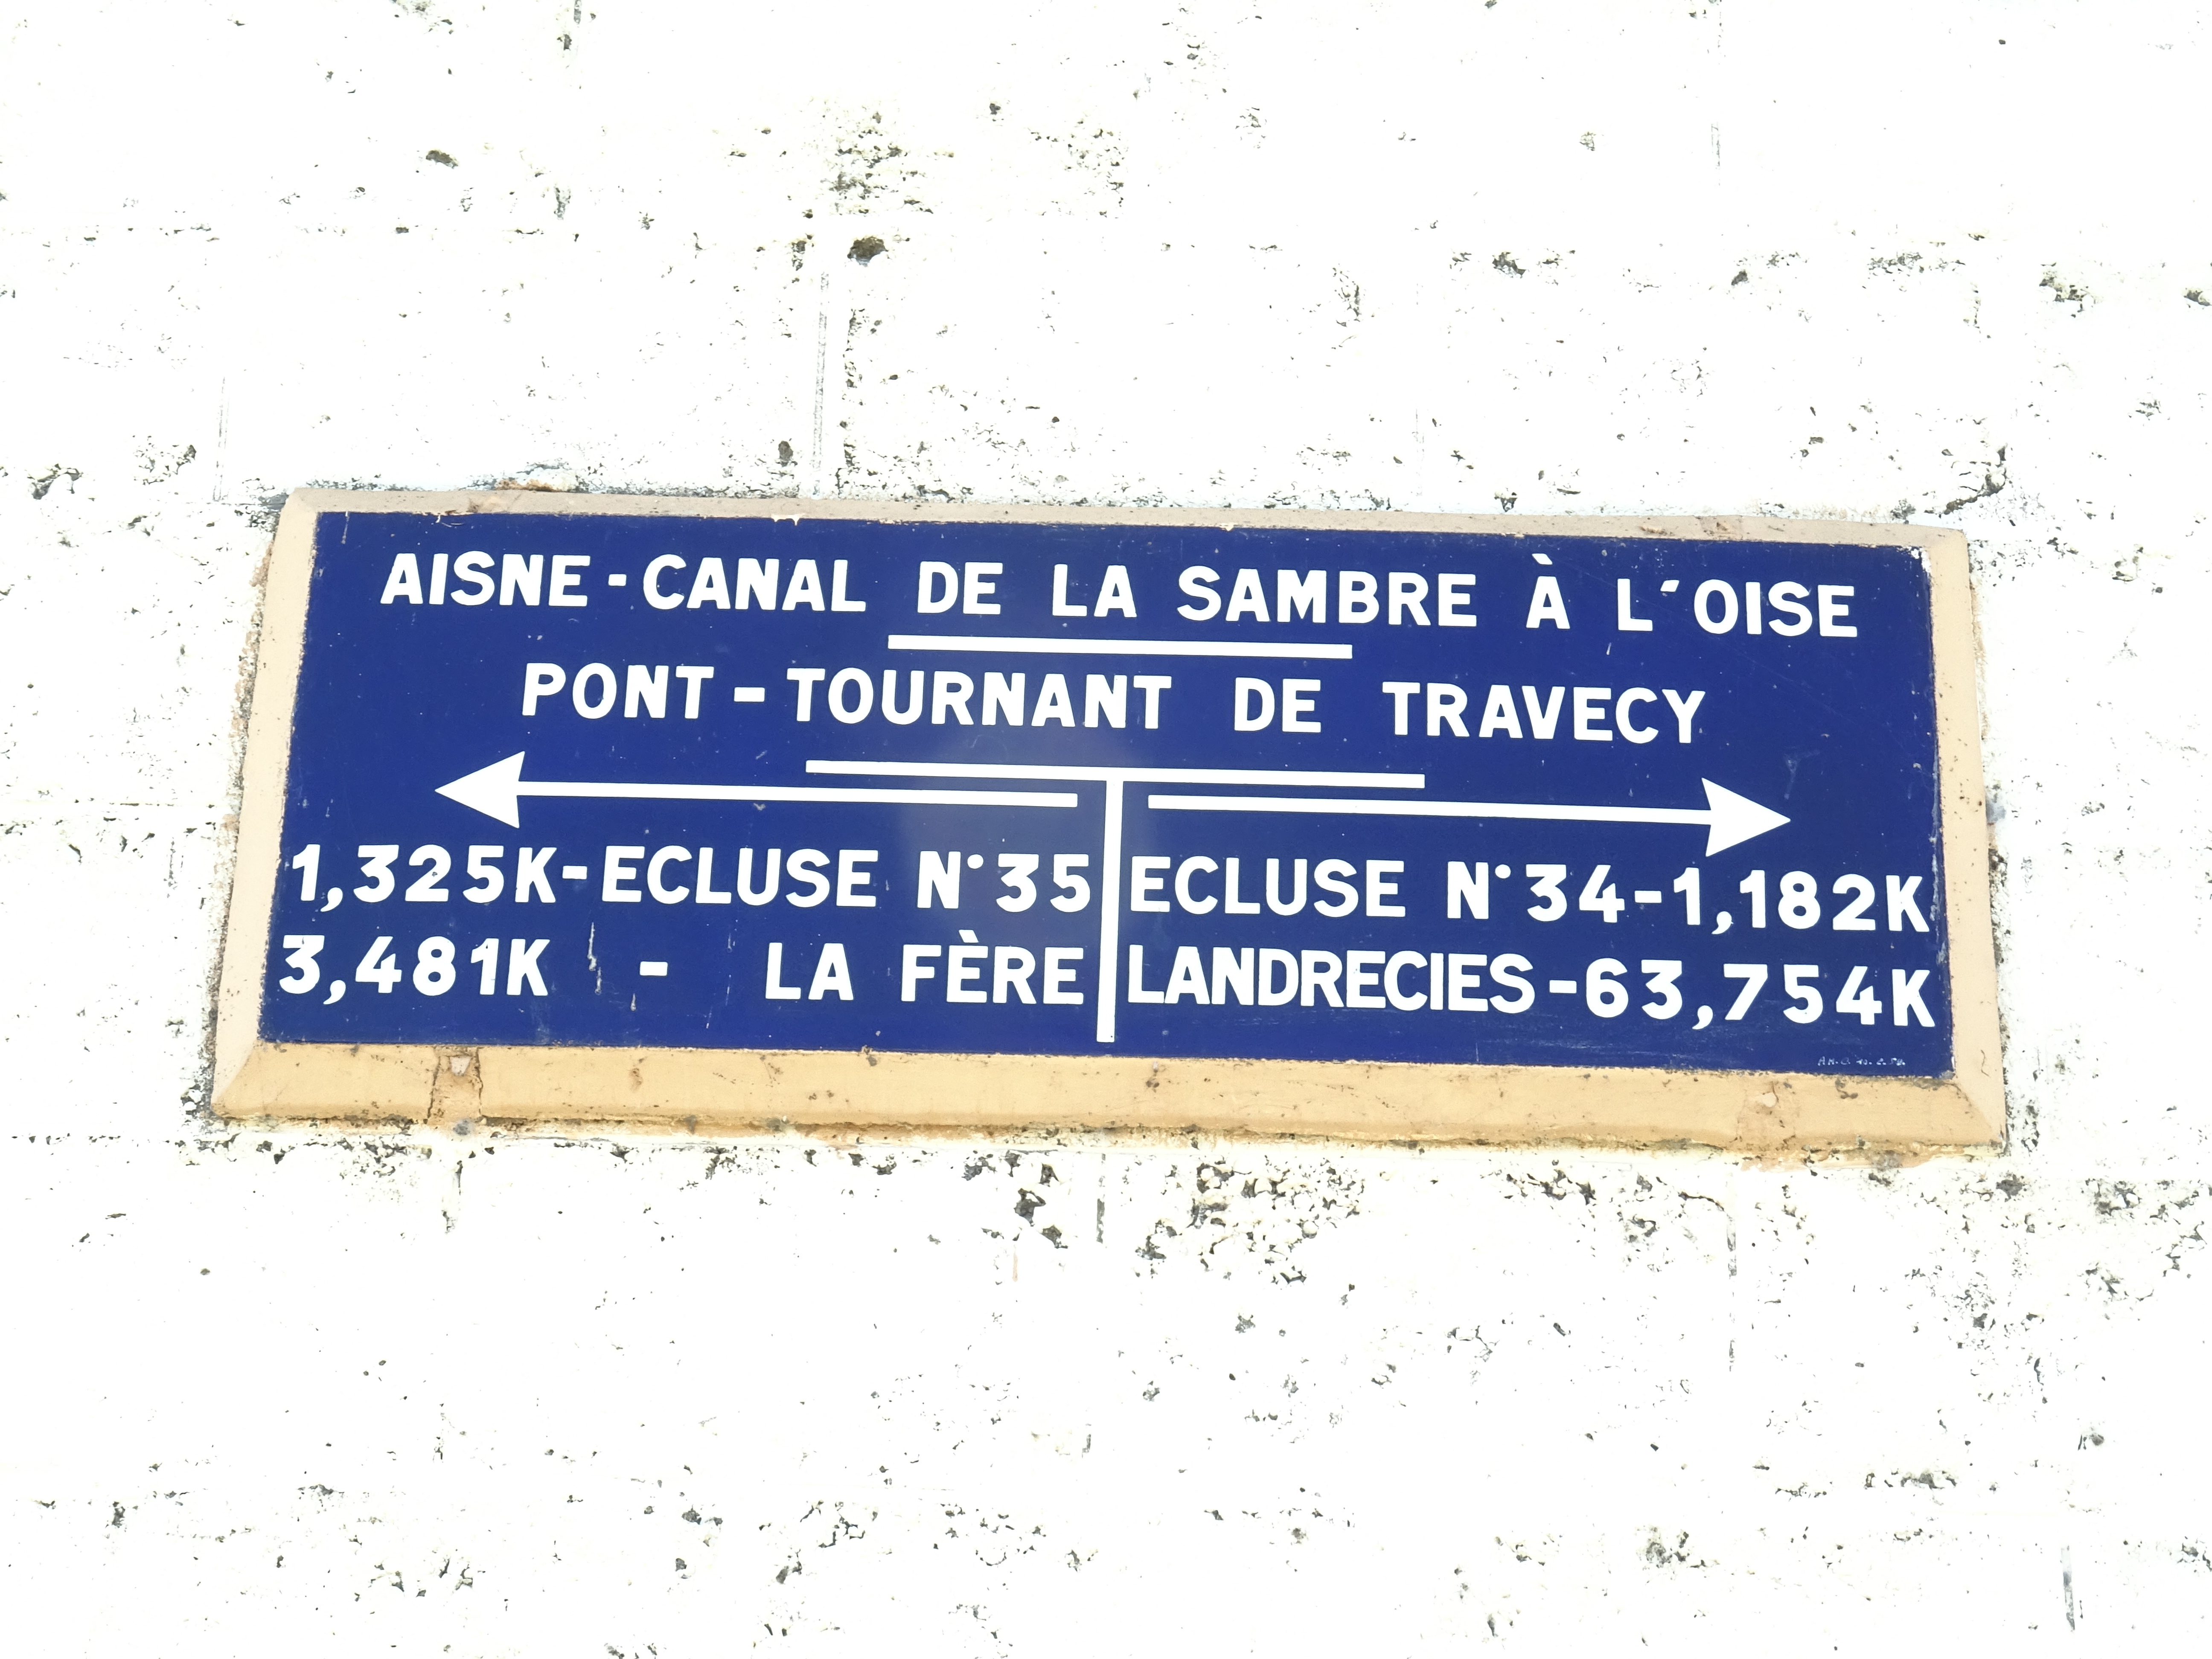 AISNE-CANAL DE LA SAMBRE À L'OISE
PONT-TOURNANT DE TRAVECY
1,325K-ECLUSE N°35
3,481K - LA FÈRE
ECLUSE N°34-1,182K
LANDRECIES-63,754K